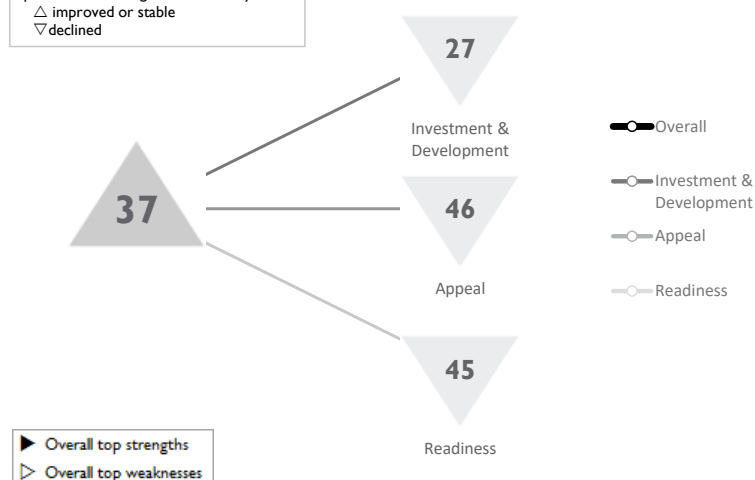 △ improved or stable
▽ declined
27
Investment &
Development
Overall
37
Investment &
Development
46
Appeal
Appeal
Readiness
45
Readiness
▶ Overall top strengths
▷ Overall top weaknesses